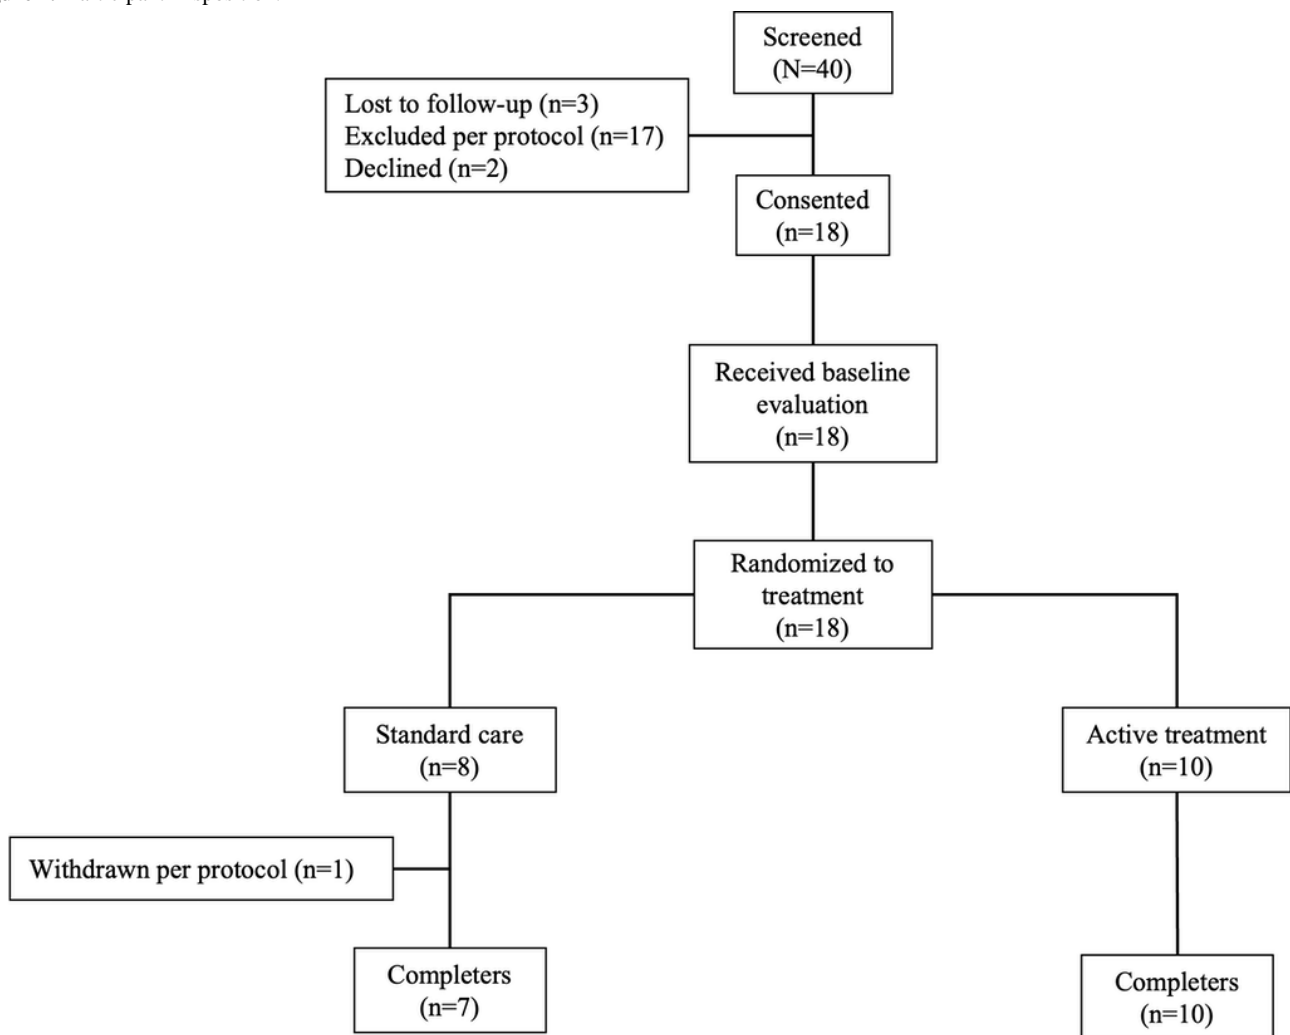 Screened
(N=40)
Lost to follow-up (n=3)
Excluded per protocol (n=17)
Declined (n=2)
Consented
(n=18)
Received baseline
evaluation
(n=18)
Randomized to
treatment
(n=18)
Standard care
(n=8)
Active treatment
(n=10)
Withdrawn per protocol (n=1)
Completers
(n=7)
Completers
(n=10)